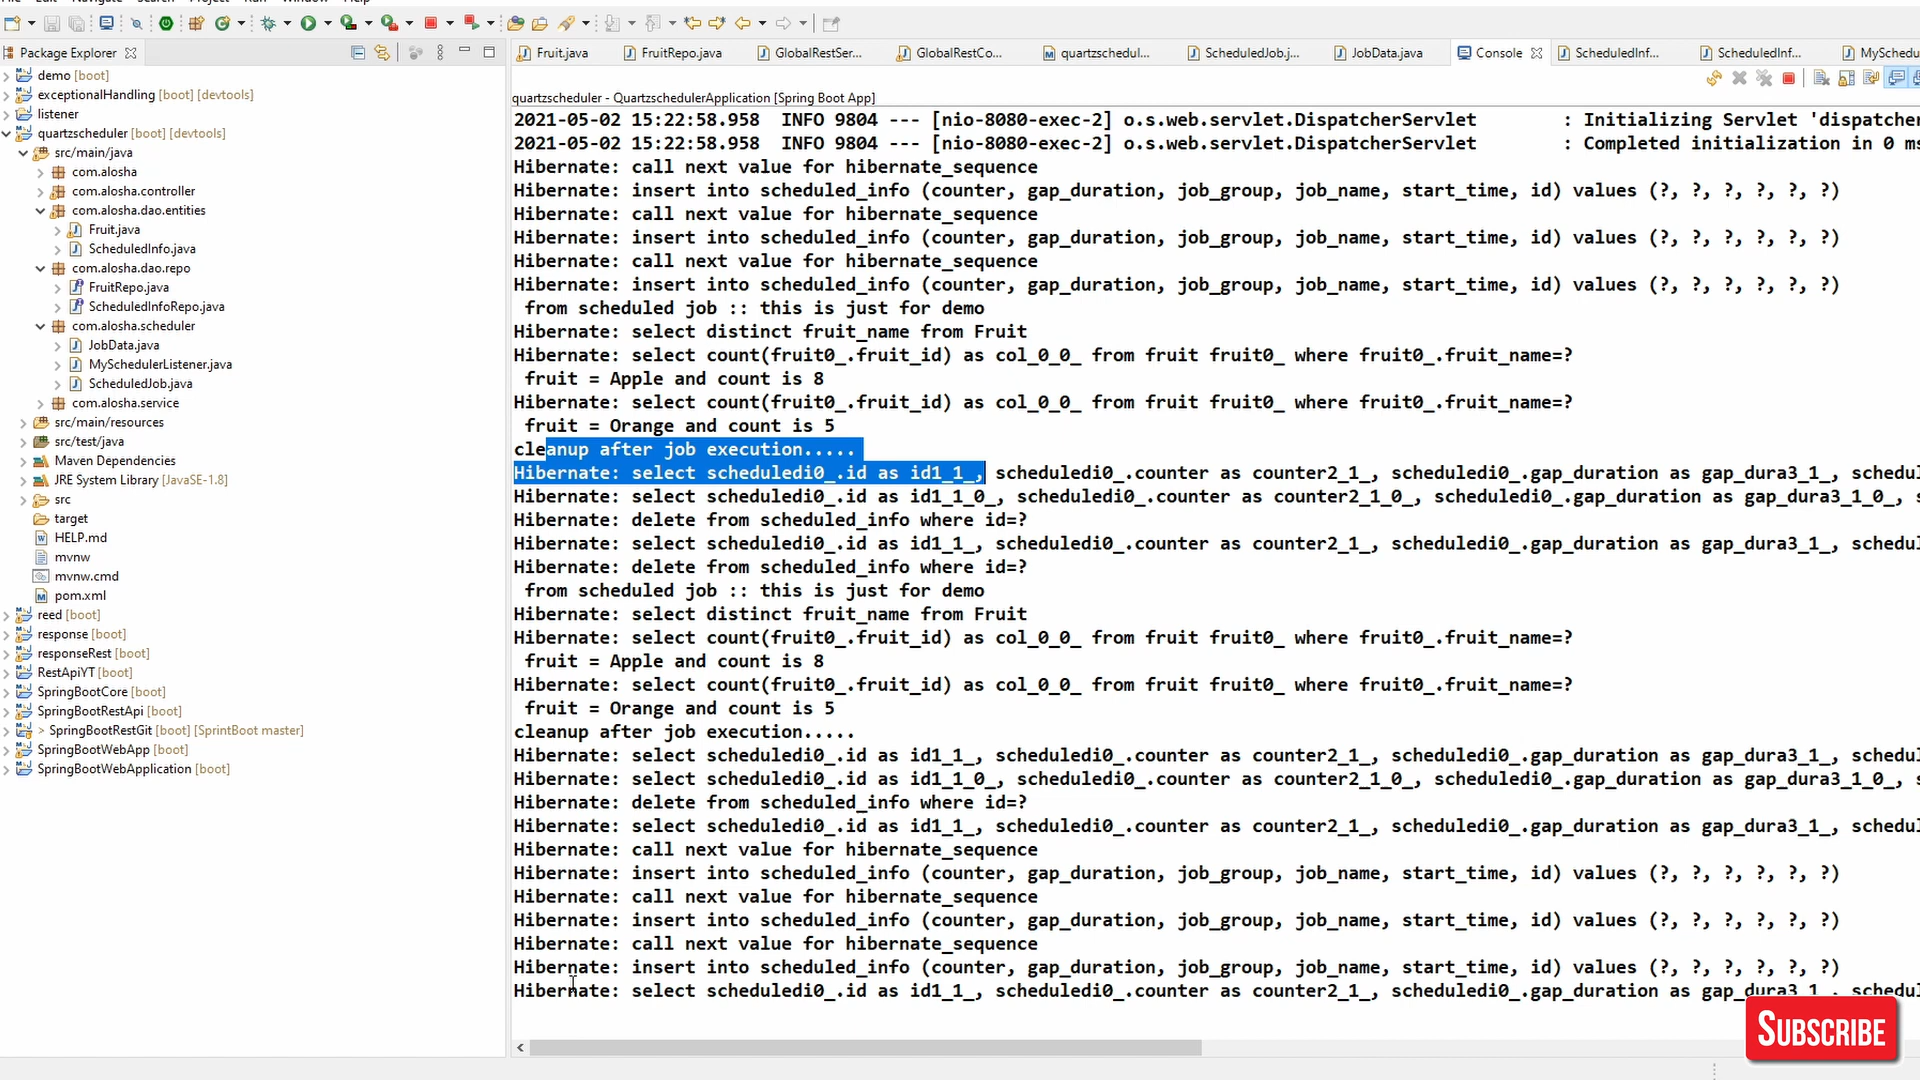 quartzschedul...
Fruit.java
FruitRepo.java
GlobalRestSer...
GlobalRestCo...
ScheduledJob.j...
JobData.java
Console
ScheduledInf...
ScheduledInf...
Package Explorer
demo [boot]
exceptionalHandling [boot] [devtools]
listener
quartzscheduler [boot] [devtools]
src/main/java
com.alosha
com.alosha.controller
com.alosha.dao.entities
Fruit.java
ScheduledInfo.java
com.alosha.dao.repo
FruitRepo.java
ScheduledInfoRepo.java
com.alosha.scheduler
JobData.java
MySchedulerListener.java
ScheduledJob.java
com.alosha.service
src/main/resources
src/test/java
Maven Dependencies
JRE System Library [JavaSE-1.8]
src
target
HELP.md
mvnw
mvnw.cmd
pom.xml
reed [boot]
response [boot]
responseRest [boot]
RestApiYT [boot]
SpringBootCore [boot]
SpringBootRestApi [boot]
> SpringBootRestGit [boot] [SprintBoot master]
SpringBootWebApp [boot]
SpringBootWebApplication [boot]
quartzscheduler - QuartzschedulerApplication [Spring Boot App]
2021-05-02 15:22:58.958 INFO 9804 --- [nio-8080-exec-2] o.s.web.servlet.DispatcherServlet : Initializing Servlet 'dispatcher
2021-05-02 15:22:58.958 INFO 9804 --- [nio-8080-exec-2] o.s.web.servlet.DispatcherServlet : Completed initialization in 0 ms
Hibernate: call next value for hibernate_sequence
Hibernate: insert into scheduled_info (counter, gap_duration, job_group, job_name, start_time, id) values (?, ?, ?, ?, ?, ?)
Hibernate: call next value for hibernate_sequence
Hibernate: insert into scheduled_info (counter, gap_duration, job_group, job_name, start_time, id) values (?, ?, ?, ?, ?, ?)
Hibernate: call next value for hibernate_sequence
Hibernate: insert into scheduled_info (counter, gap_duration, job_group, job_name, start_time, id) values (?, ?, ?, ?, ?, ?)
from scheduled job :: this is just for demo
Hibernate: select distinct fruit_name from Fruit
Hibernate: select count(fruit0_.fruit_id) as col_0_0_ from fruit fruit0_ where fruit0_.fruit_name=?
fruit = Apple and count is 8
Hibernate: select count(fruit0_.fruit_id) as col_0_0_ from fruit fruit0_ where fruit0_.fruit_name=?
fruit = Orange and count is 5
cleanup after job execution.....
Hibernate: select scheduledi0_.id as id1_1_, scheduledi0_.counter as counter2_1_, scheduledi0_.gap_duration as gap_dura3_1_, schedul
Hibernate: select scheduledi0_.id as id1_1_0_, scheduledi0_.counter as counter2_1_0_, scheduledi0_.gap_duration as gap_dura3_1_0_, s
Hibernate: delete from scheduled_info where id=?
Hibernate: select scheduledi0_.id as id1_1_, scheduledi0_.counter as counter2_1_, scheduledi0_.gap_duration as gap_dura3_1_, schedul
Hibernate: delete from scheduled_info where id=?
from scheduled job :: this is just for demo
Hibernate: select distinct fruit_name from Fruit
Hibernate: select count(fruit0_.fruit_id) as col_0_0_ from fruit fruit0_ where fruit0_.fruit_name=?
fruit = Apple and count is 8
Hibernate: select count(fruit0_.fruit_id) as col_0_0_ from fruit fruit0_ where fruit0_.fruit_name=?
fruit = Orange and count is 5
cleanup after job execution.....
Hibernate: select scheduledi0_.id as id1_1_, scheduledi0_.counter as counter2_1_, scheduledi0_.gap_duration as gap_dura3_1_, schedul
Hibernate: select scheduledi0_.id as id1_1_0_, scheduledi0_.counter as counter2_1_0_, scheduledi0_.gap_duration as gap_dura3_1_0_, s
Hibernate: delete from scheduled_info where id=?
Hibernate: select scheduledi0_.id as id1_1_, scheduledi0_.counter as counter2_1_, scheduledi0_.gap_duration as gap_dura3_1_, schedul
Hibernate: call next value for hibernate_sequence
Hibernate: insert into scheduled_info (counter, gap_duration, job_group, job_name, start_time, id) values (?, ?, ?, ?, ?, ?)
Hibernate: call next value for hibernate_sequence
Hibernate: insert into scheduled_info (counter, gap_duration, job_group, job_name, start_time, id) values (?, ?, ?, ?, ?, ?)
Hibernate: call next value for hibernate_sequence
Hibernate: insert into scheduled_info (counter, gap_duration, job_group, job_name, start_time, id) values (?, ?, ?, ?, ?, ?)
Hibernate: select scheduledi0_.id as id1_1_, scheduledi0_.counter as counter2_1_, scheduledi0_.gap_duration as gap_dura3_1_, schedul
SUBSCRIBE